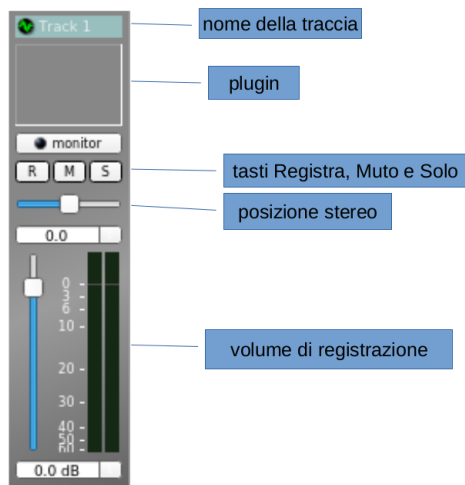 Track 1
nome della traccia
plugin
monitor
R M S
tasti Registra, Muto e Solo
posizione stereo
0.0
0
3
6
10
volume di registrazione
20
30
40
50
60
0.0 dB